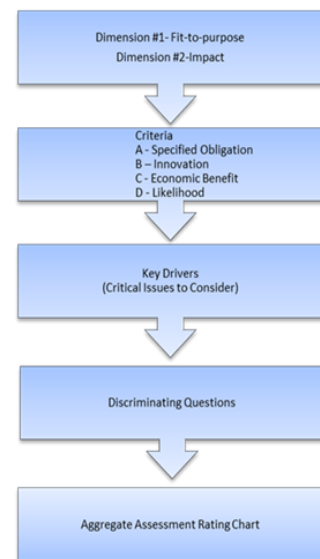 Dimension #1- Fit-to-purpose
Dimension #2-Impact
Criteria
A - Specified Obligation
B – Innovation
C - Economic Benefit
D - Likelihood
Key Drivers
(Critical Issues to Consider)
Discriminating Questions
Aggregate Assessment Rating Chart